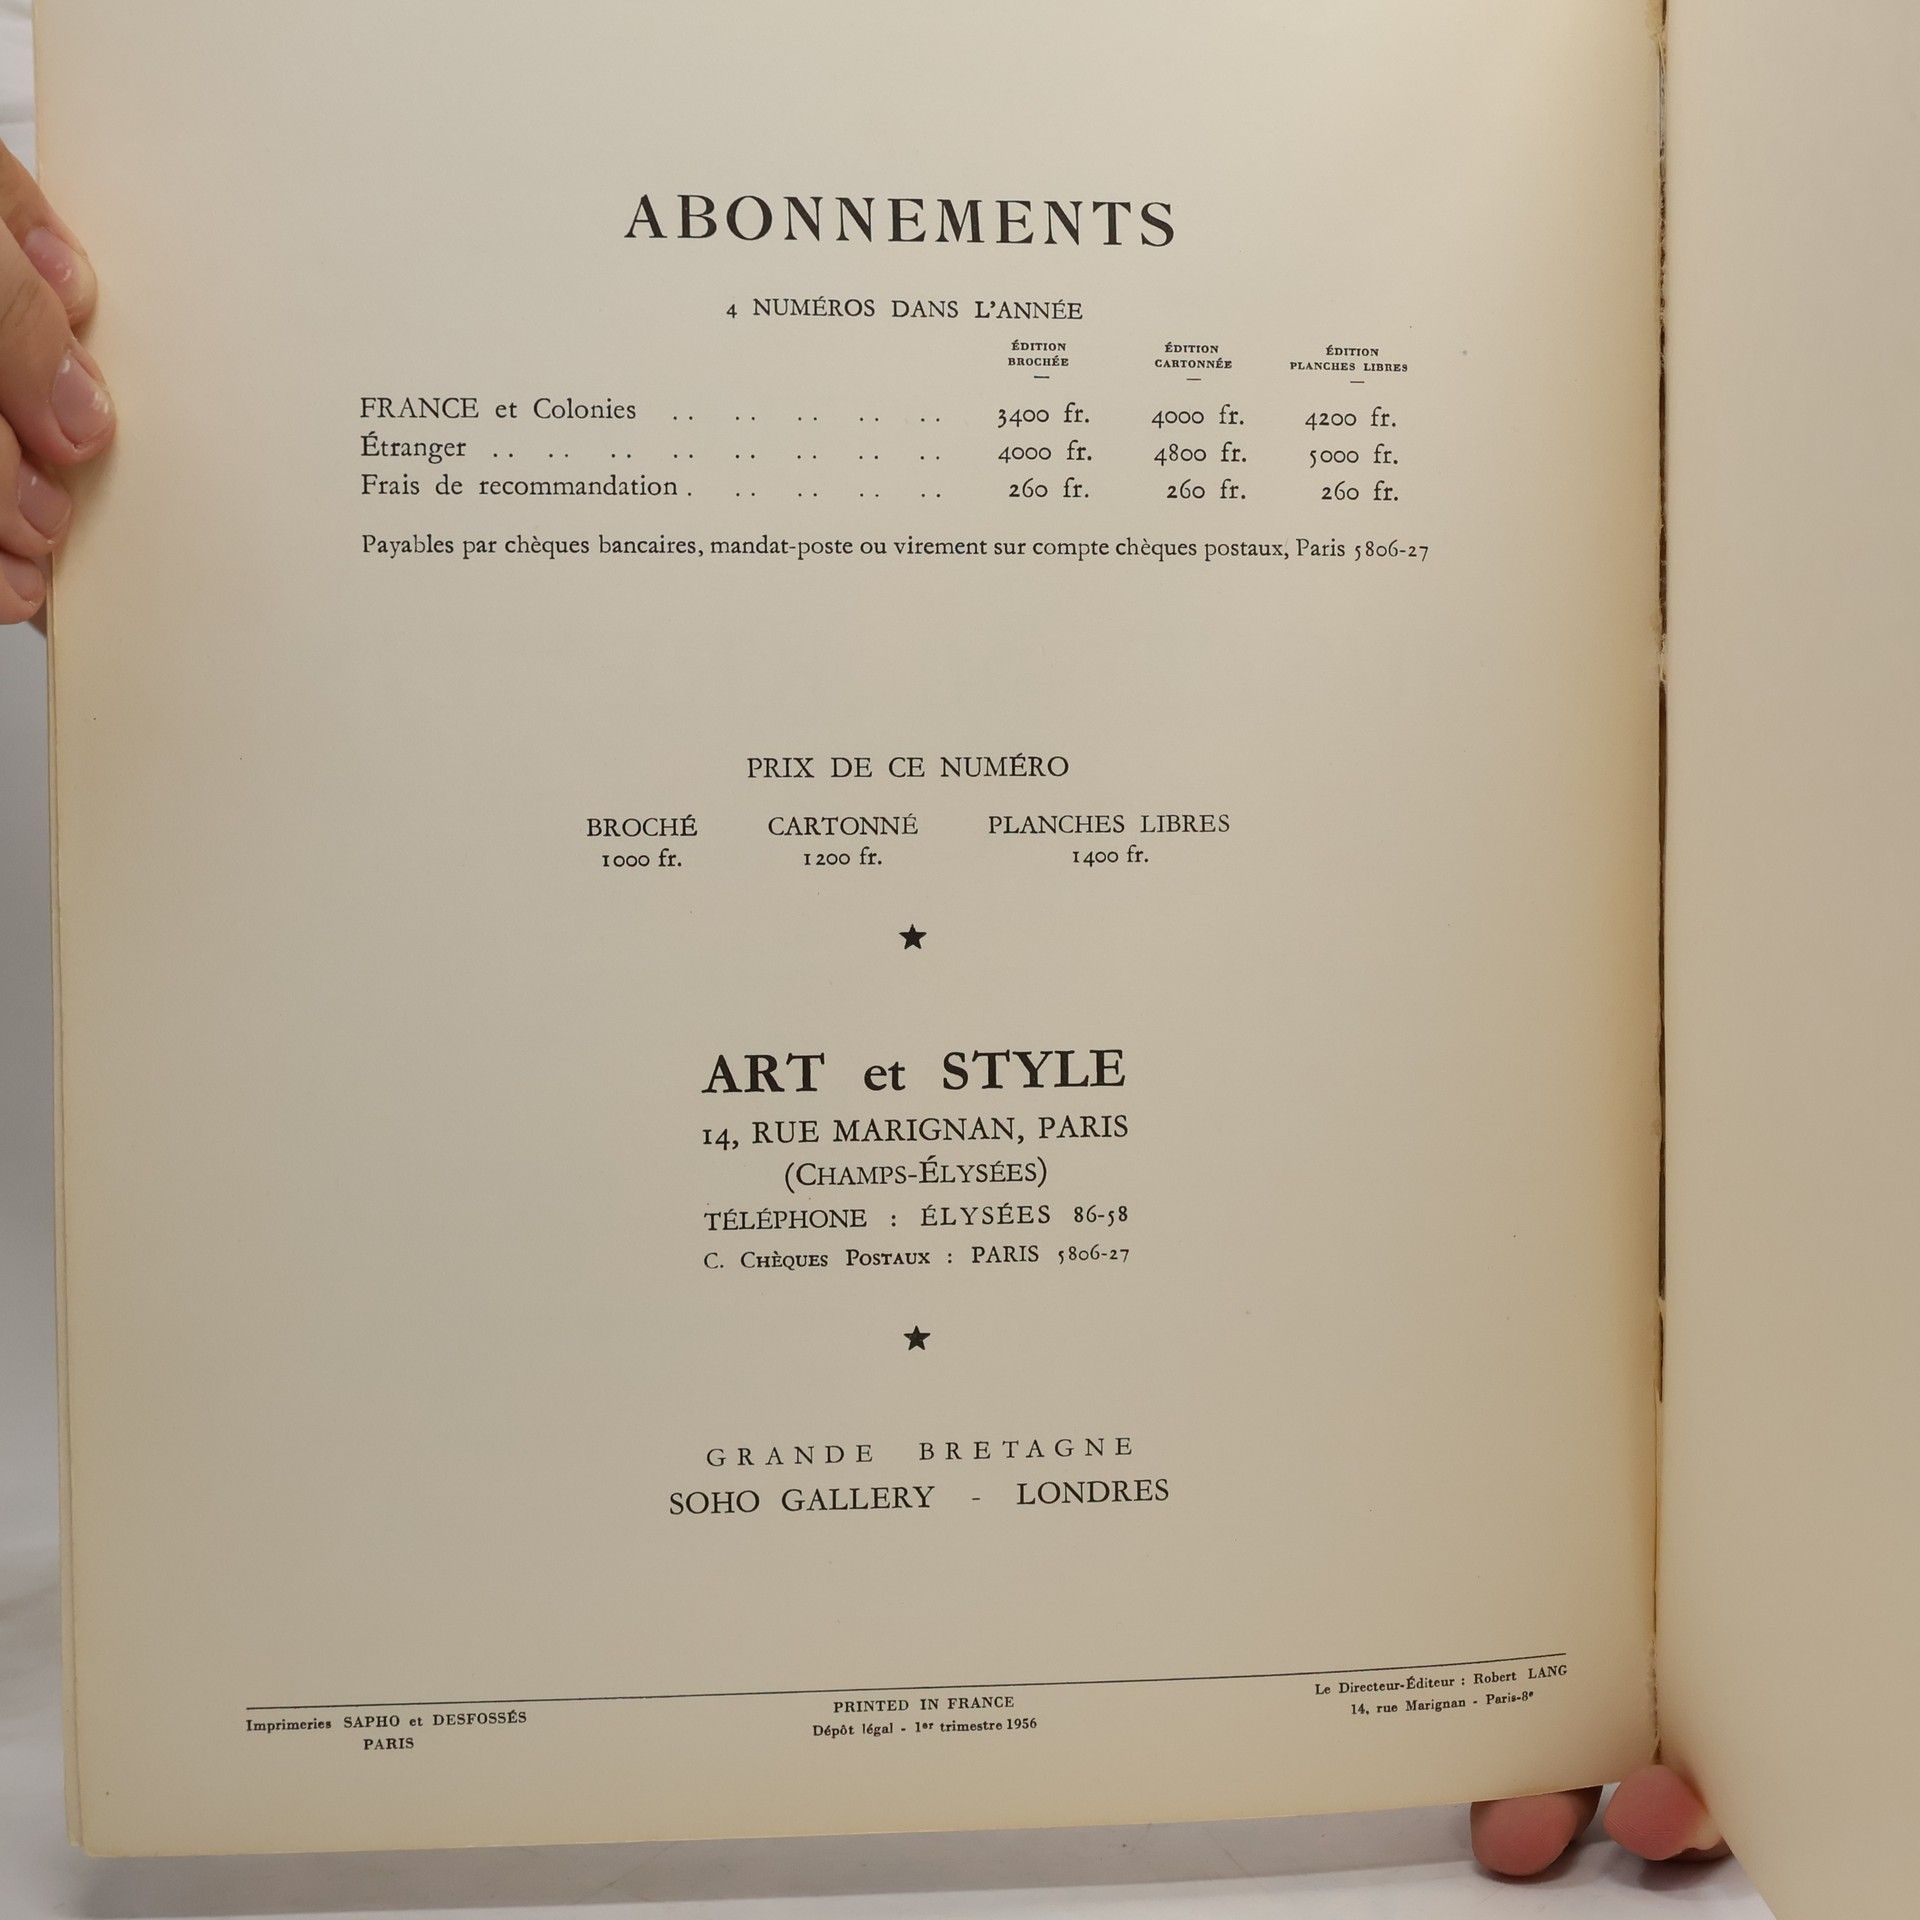 ABONNEMENTS
4 NUMÉROS DANS L'ANNÉE
ÉDITION BROCHÉE ÉDITION CARTONNÉE ÉDITION PLANCHES LIBRES
FRANCE et Colonies .. .. .. .. .. 3400 fr. 4000 fr. 4200 fr.
Étranger .. .. .. .. .. .. .. .. 4000 fr. 4800 fr. 5000 fr.
Frais de recommandation . .. .. .. .. 260 fr. 260 fr. 260 fr.
Payables par chèques bancaires, mandat-poste ou virement sur compte chèques postaux, Paris 5806-27
PRIX DE CE NUMÉRO
BROCHÉ CARTONNÉ PLANCHES LIBRES
1000 fr. 1200 fr. 1400 fr.
★
ART et STYLE
14, RUE MARIGNAN, PARIS
(CHAMPS-ÉLYSÉES)
TÉLÉPHONE : ÉLYSÉES 86-58
C. CHÈQUES POSTAUX : PARIS 5806-27
★
GRANDE BRETAGNE
SOHO GALLERY - LONDRES
Imprimeries SAPHO et DESFOSSÉS
PARIS
PRINTED IN FRANCE
Dépôt légal - 1er trimestre 1956
Le Directeur-Éditeur : Robert LANG
14, rue Marignan - Paris-8e